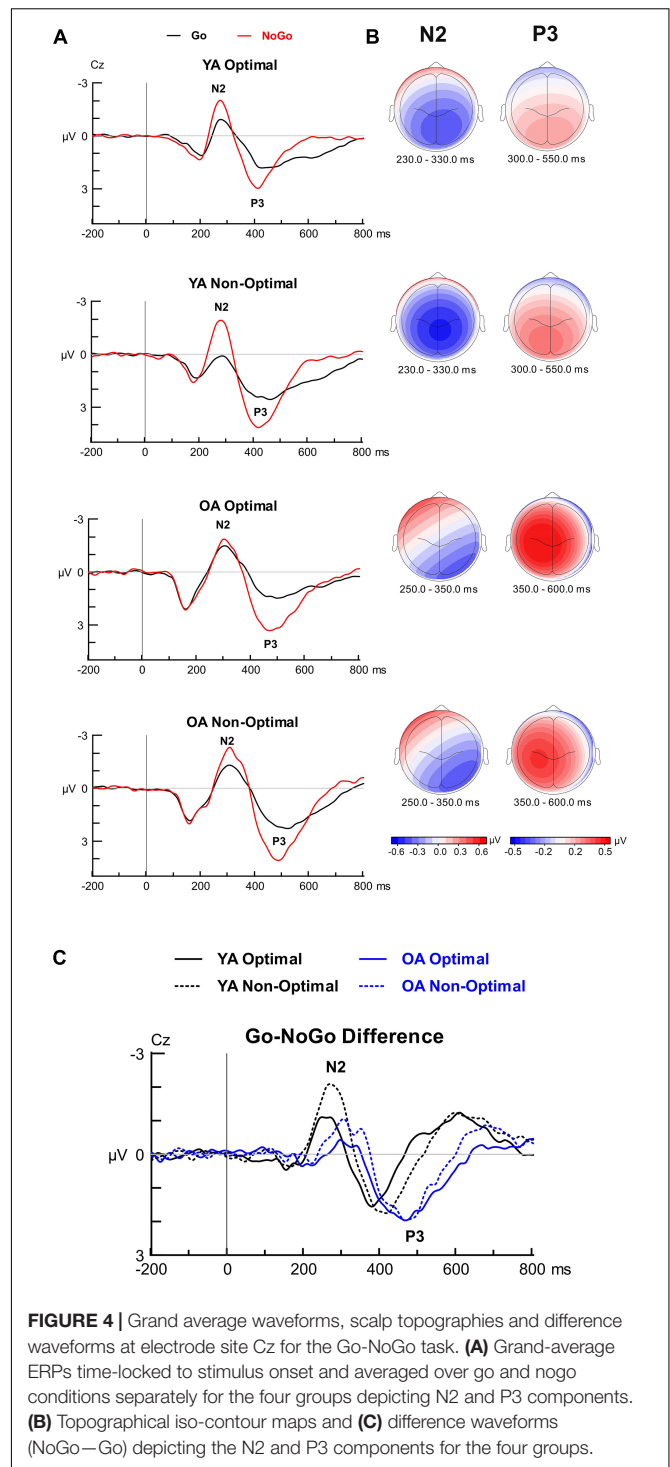 A
Go
NoGo
B
N2
P3
Cz
YA Optimal
-3
N2
µV 0
3
P3
-200 0 200 400 600 800 ms
230.0 - 330.0 ms
300.0 - 550.0 ms
YA Non-Optimal
-3
N2
µV 0
3
P3
-200 0 200 400 600 800 ms
230.0 - 330.0 ms
300.0 - 550.0 ms
OA Optimal
-3
N2
µV 0
3
P3
-200 0 200 400 600 800 ms
250.0 - 350.0 ms
350.0 - 600.0 ms
OA Non-Optimal
-3
N2
µV 0
3
P3
-200 0 200 400 600 800 ms
250.0 - 350.0 ms
350.0 - 600.0 ms
-0.6 -0.3 0.0 0.3 0.6 µV
-0.5 -0.2 0.0 0.2 0.5 µV
C
YA Optimal
OA Optimal
YA Non-Optimal
OA Non-Optimal
Go-NoGo Difference
Cz
-3
N2
µV 0
3
P3
-200 0 200 400 600 800 ms
FIGURE 4 | Grand average waveforms, scalp topographies and difference
waveforms at electrode site Cz for the Go-NoGo task. (A) Grand-average
ERPs time-locked to stimulus onset and averaged over go and nogo
conditions separately for the four groups depicting N2 and P3 components.
(B) Topographical iso-contour maps and (C) difference waveforms
(NoGo—Go) depicting the N2 and P3 components for the four groups.